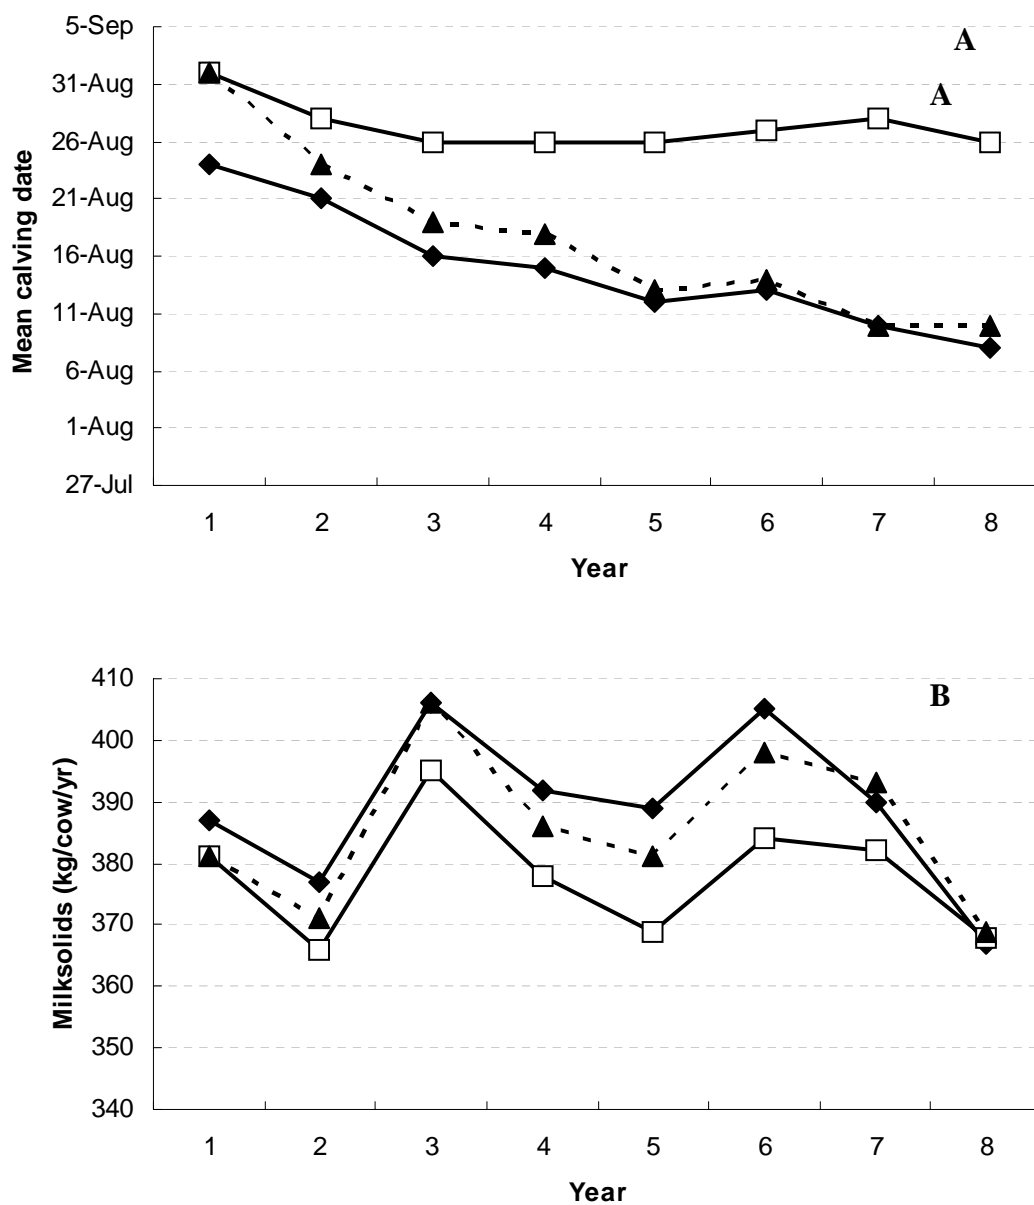 5-Sep
A
31-Aug
A
26-Aug
21-Aug
16-Aug
11-Aug
6-Aug
1-Aug
27-Jul
Mean calving date
1 2 3 4 5 6 7 8
Year
410
B
400
390
380
370
360
350
340
Milksolids (kg/cow/yr)
1 2 3 4 5 6 7 8
Year